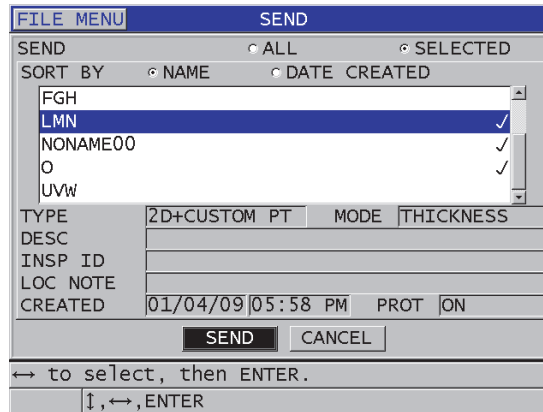 FILE MENU SEND
SEND ALL SELECTED
SORT BY NAME DATE CREATED
FGH
LMN ✓
NONAME00 ✓
O ✓
UVW
TYPE 2D+CUSTOM PT MODE THICKNESS
DESC
INSP ID
LOC NOTE
CREATED 01/04/09 05:58 PM PROT ON
SEND CANCEL
↔ to select, then ENTER.
↕,↔,ENTER